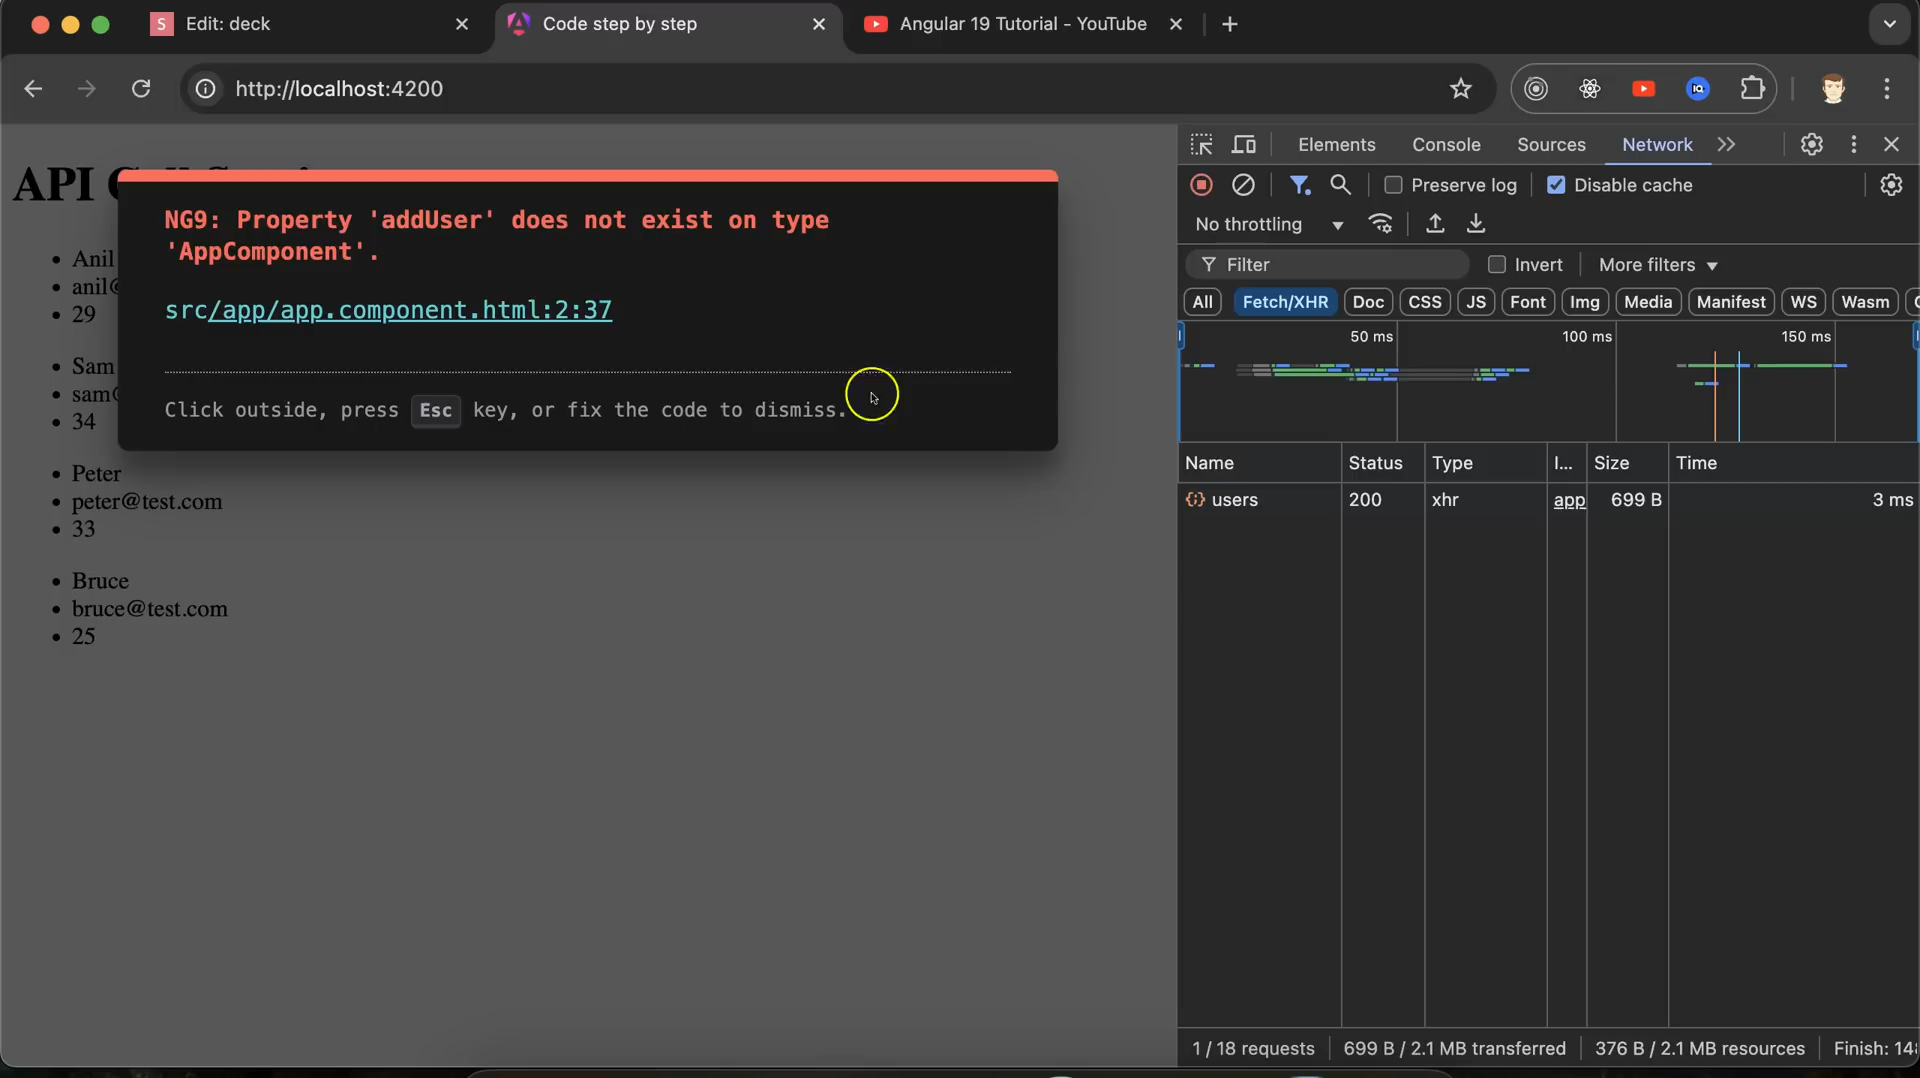 S Edit: deck
Code step by step
Angular 19 Tutorial - YouTube
http://localhost:4200
API
NG9: Property 'addUser' does not exist on type
'AppComponent'.
src/app/app.component.html:2:37
Click outside, press Esc key, or fix the code to dismiss.
Anil
anil@
29
Sam
sam@
34
Peter
peter@test.com
33
Bruce
bruce@test.com
25
Elements Console Sources Network
Preserve log Disable cache
No throttling
Filter Invert More filters
All Fetch/XHR Doc CSS JS Font Img Media Manifest WS Wasm
50 ms 100 ms 150 ms
Name Status Type I... Size Time
users 200 xhr app 699 B 3 ms
1 / 18 requests 699 B / 2.1 MB transferred 376 B / 2.1 MB resources Finish: